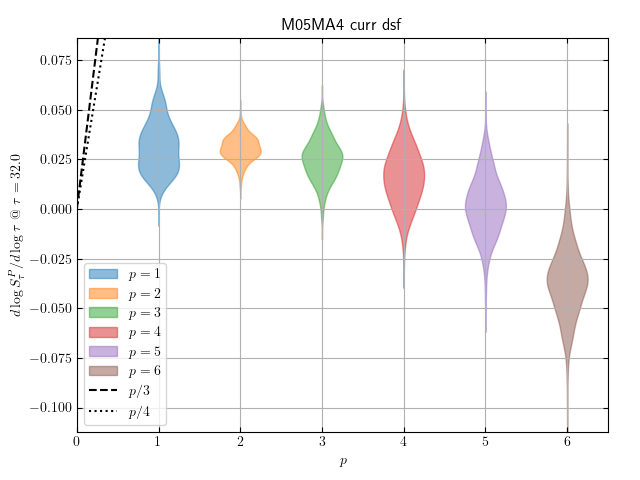 M05MA4 curr dsf
d log S_τ^P / d log τ @ τ = 32.0
0.075
0.050
0.025
0.000
−0.025
−0.050
−0.075
−0.100
p = 1
p = 2
p = 3
p = 4
p = 5
p = 6
p/3
p/4
0 1 2 3 4 5 6
p